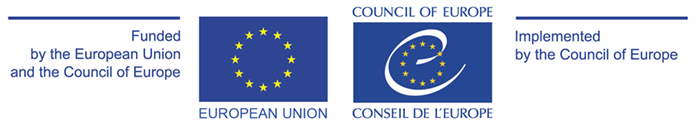 Funded
by the European Union
and the Council of Europe
EUROPEAN UNION
COUNCIL OF EUROPE
CONSEIL DE L'EUROPE
Implemented
by the Council of Europe